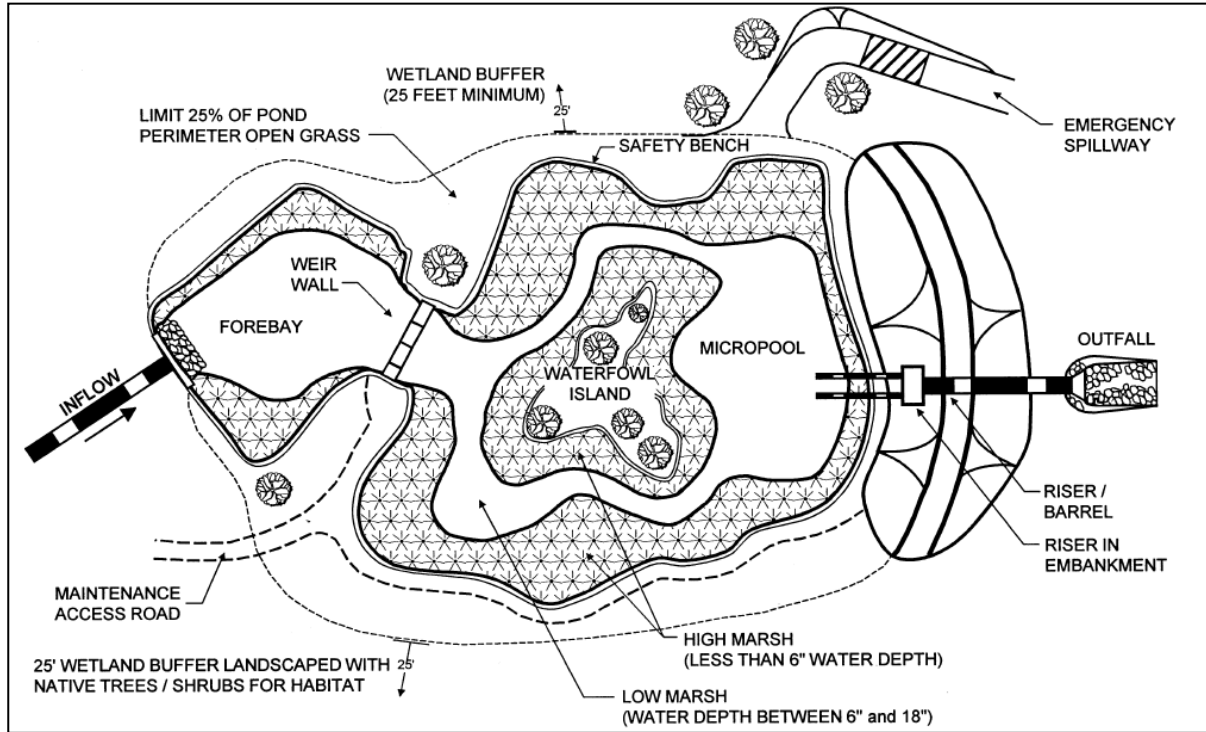 WETLAND BUFFER
(25 FEET MINIMUM)
25'
LIMIT 25% OF POND
PERIMETER OPEN GRASS
SAFETY BENCH
EMERGENCY
SPILLWAY
WEIR
WALL
FOREBAY
MICROPOOL
OUTFALL
WATERFOWL
ISLAND
INFLOW
RISER /
BARREL
RISER IN
EMBANKMENT
MAINTENANCE
ACCESS ROAD
HIGH MARSH
(LESS THAN 6" WATER DEPTH)
25' WETLAND BUFFER LANDSCAPED WITH
NATIVE TREES / SHRUBS FOR HABITAT
25'
LOW MARSH
(WATER DEPTH BETWEEN 6" and 18")